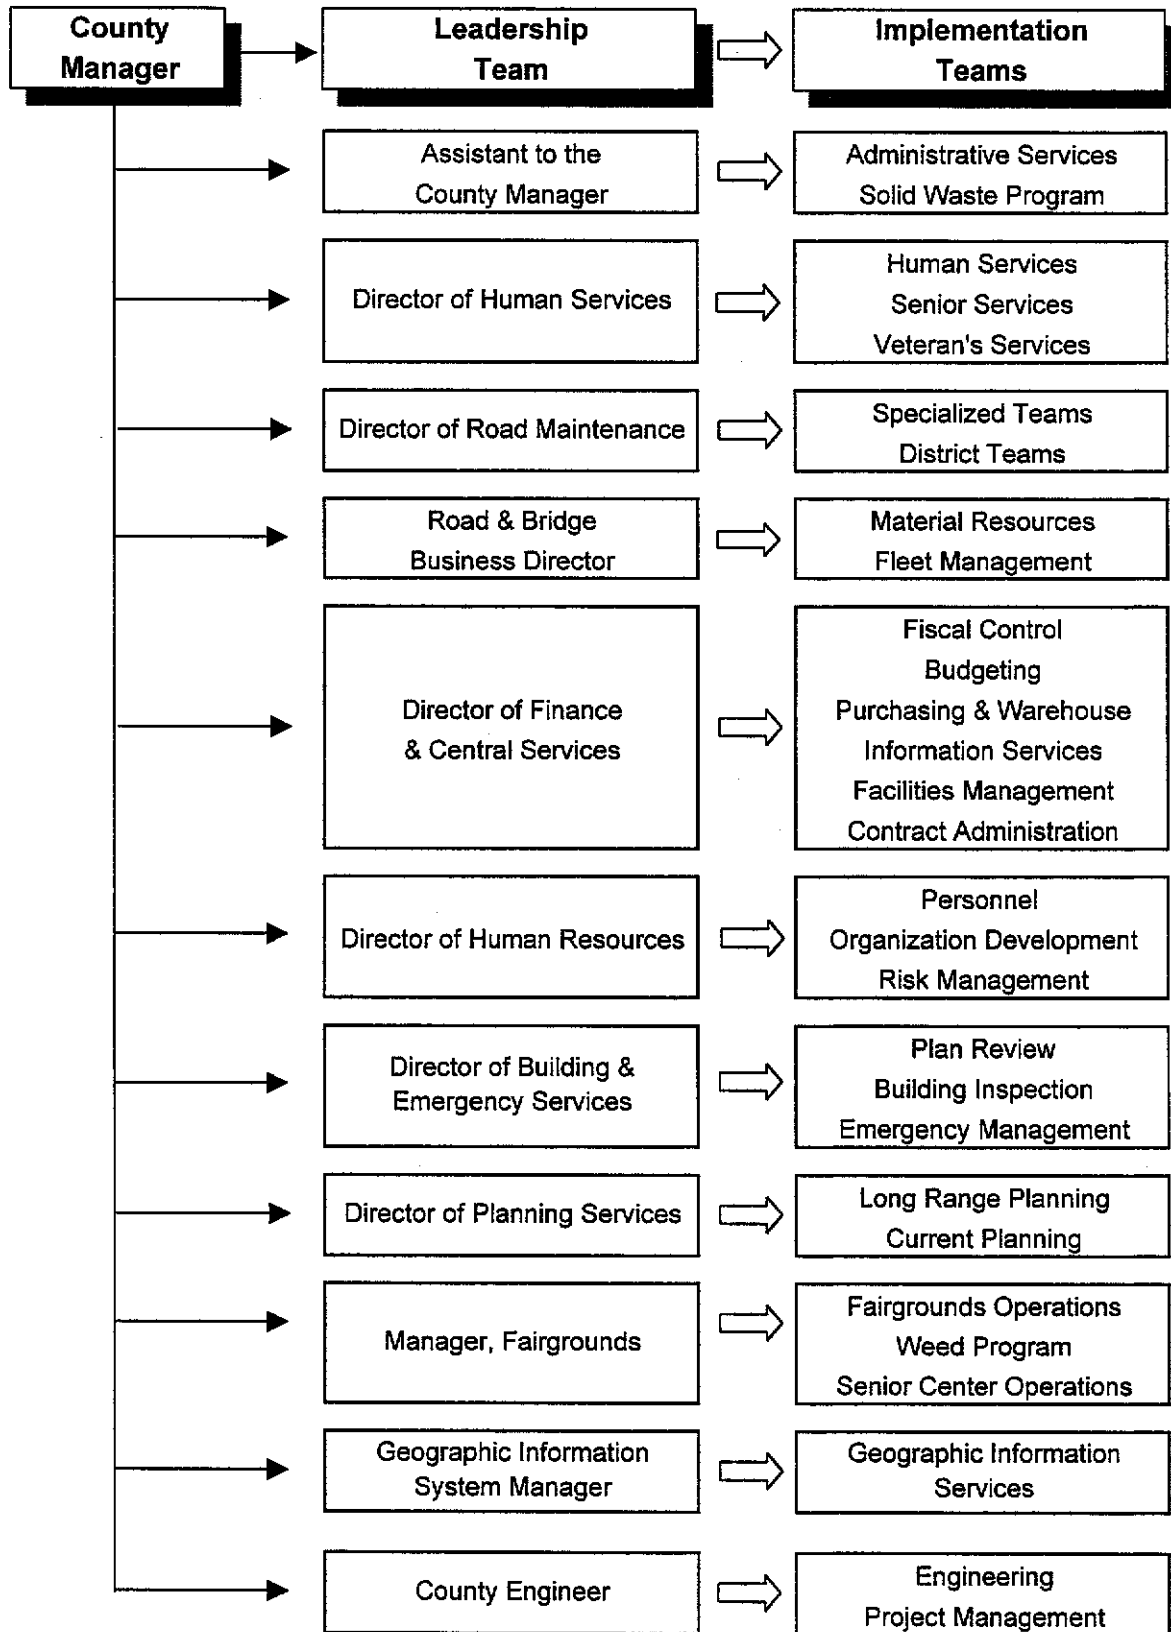 County
Manager
Leadership
Team
Implementation
Teams
Assistant to the
County Manager
Administrative Services
Solid Waste Program
Director of Human Services
Human Services
Senior Services
Veteran's Services
Director of Road Maintenance
Specialized Teams
District Teams
Road & Bridge
Business Director
Material Resources
Fleet Management
Director of Finance
& Central Services
Fiscal Control
Budgeting
Purchasing & Warehouse
Information Services
Facilities Management
Contract Administration
Director of Human Resources
Personnel
Organization Development
Risk Management
Director of Building &
Emergency Services
Plan Review
Building Inspection
Emergency Management
Director of Planning Services
Long Range Planning
Current Planning
Manager, Fairgrounds
Fairgrounds Operations
Weed Program
Senior Center Operations
Geographic Information
System Manager
Geographic Information
Services
County Engineer
Engineering
Project Management